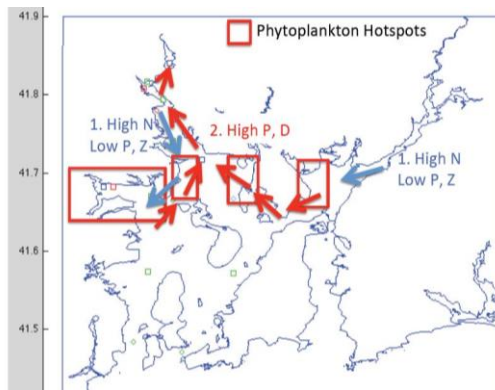 41.9
Phytoplankton Hotspots
41.8
1. High N
Low P, Z
2. High P, D
1. High N
Low P, Z
41.7
41.6
41.5